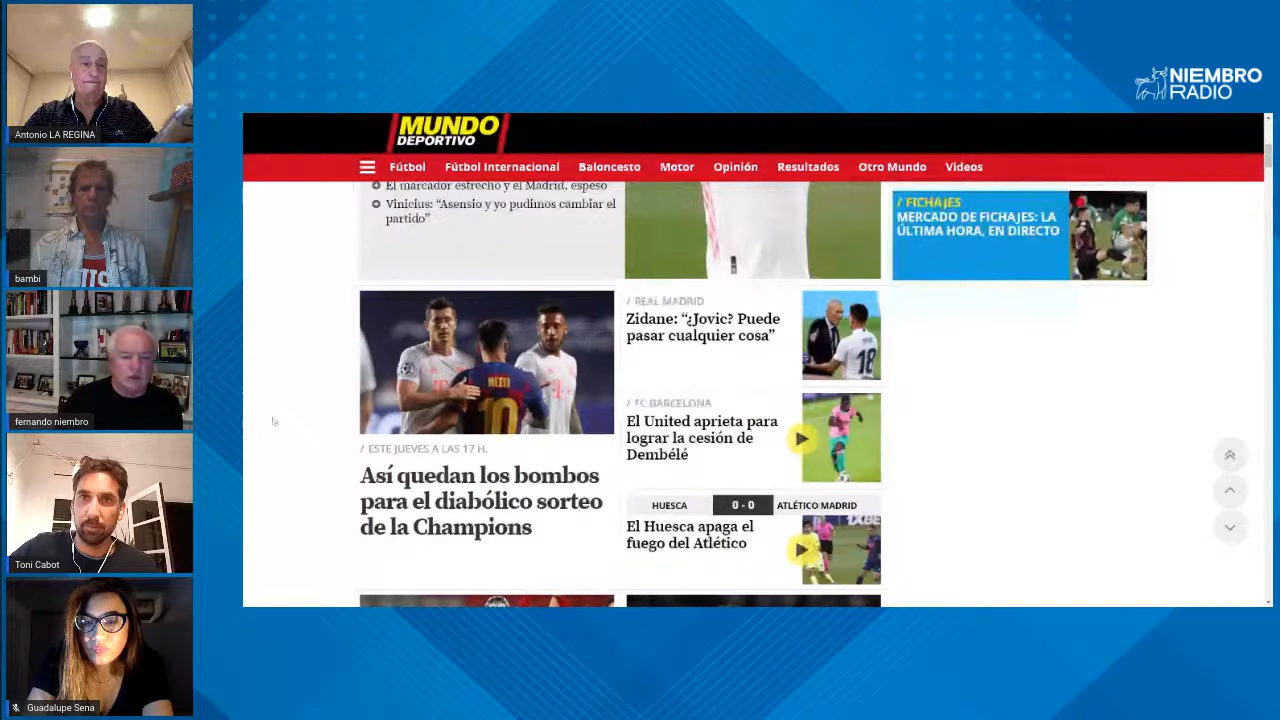 Antonio LA REGINA
bambi
fernando niembro
Toni Cabot
Guadalupe Sena
NIEMBRO
RADIO
MUNDO
DEPORTIVO
Fútbol
Fútbol Internacional
Baloncesto
Motor
Opinión
Resultados
Otro Mundo
Videos
El marcador estrecho y el Madrid, espeso
Vinicius: “Asensio y yo pudimos cambiar el
partido”
/ FICHAJES
MERCADO DE FICHAJES: LA
ÚLTIMA HORA, EN DIRECTO
MESSI
10
/ ESTE JUEVES A LAS 17 H.
Así quedan los bombos
para el diabólico sorteo
de la Champions
/ REAL MADRID
Zidane: “¿Jovic? Puede
pasar cualquier cosa”
18
/ FC BARCELONA
El United aprieta para
lograr la cesión de
Dembélé
HUESCA 0 - 0 ATLÉTICO MADRID
El Huesca apaga el
fuego del Atlético
1XBE